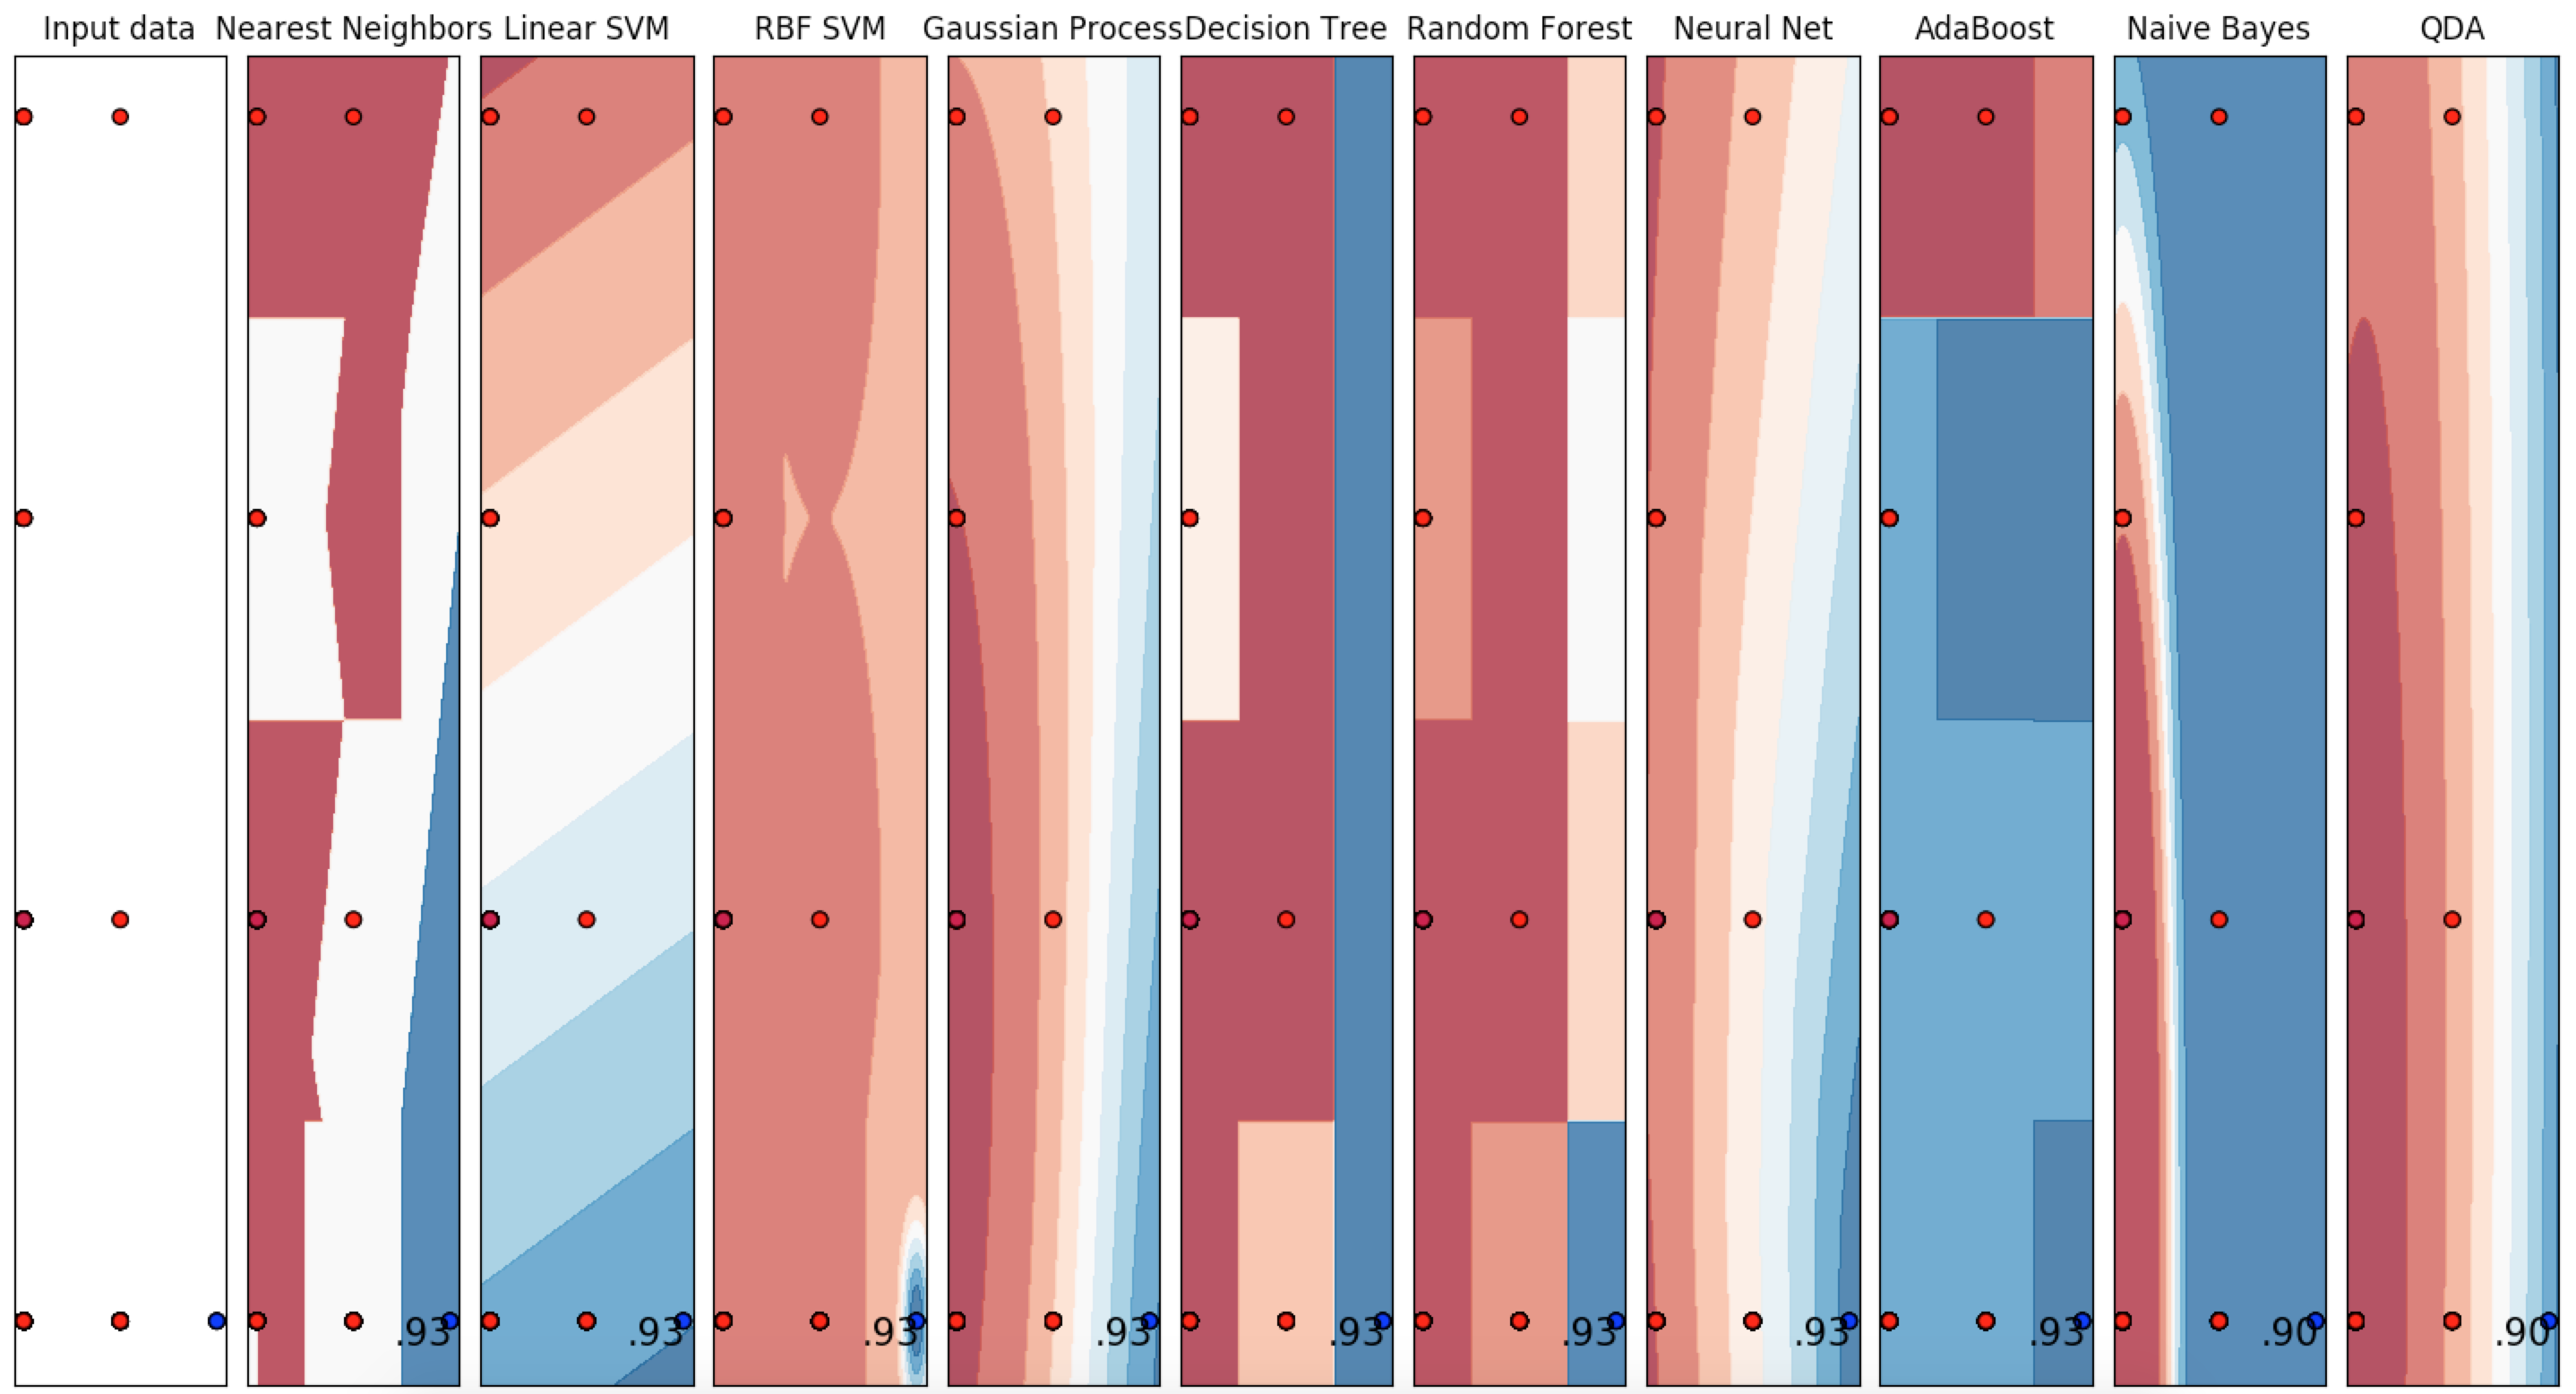 Input data
Nearest Neighbors
Linear SVM
RBF SVM
Gaussian Process
Decision Tree
Random Forest
Neural Net
AdaBoost
Naive Bayes
QDA
.93
.93
.93
.93
.93
.93
.93
.93
.90
.90